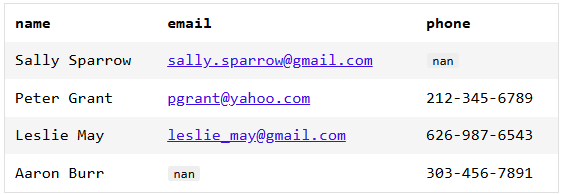 name email phone
Sally Sparrow sally.sparrow@gmail.com nan
Peter Grant pgrant@yahoo.com 212-345-6789
Leslie May leslie_may@gmail.com 626-987-6543
Aaron Burr nan 303-456-7891